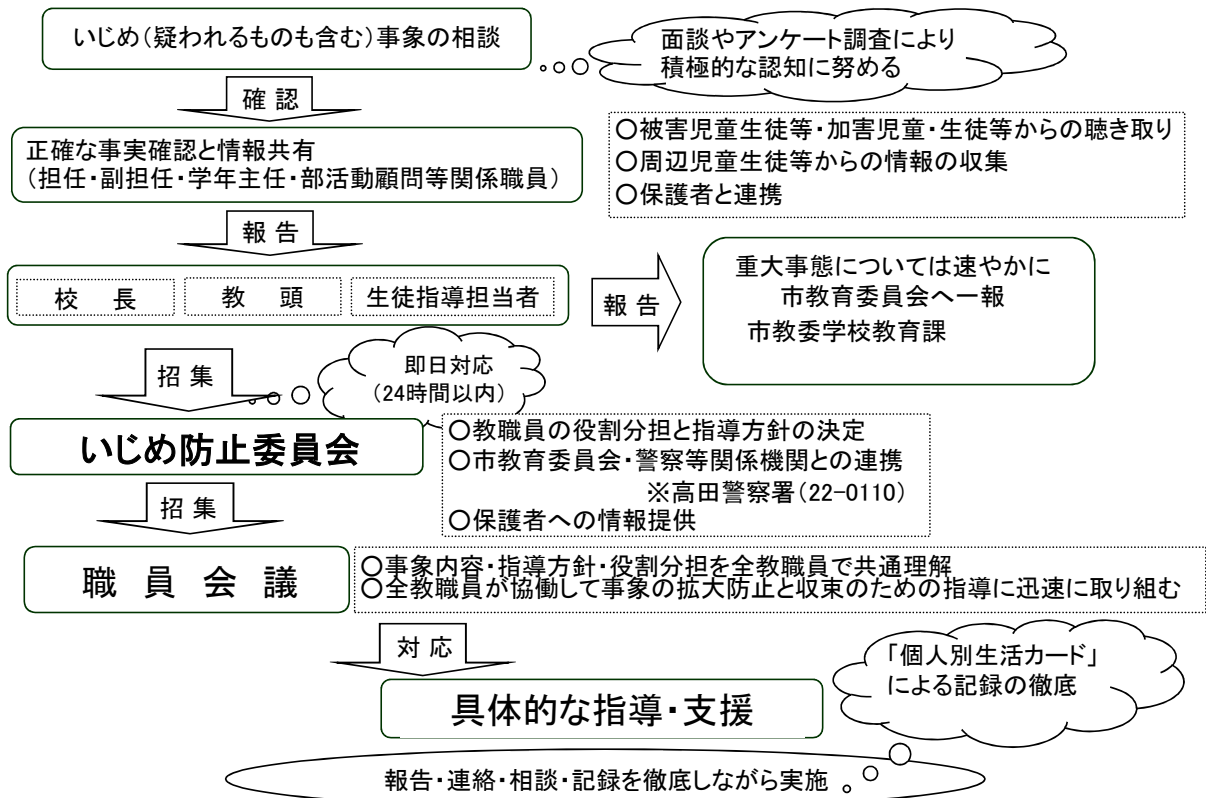 いじめ（疑われるものも含む）事象の相談
面談やアンケート調査により
積極的な認知に努める
確 認
正確な事実確認と情報共有
（担任・副担任・学年主任・部活動顧問等関係職員）
○被害児童生徒等・加害児童・生徒等からの聴き取り
○周辺児童生徒等からの情報の収集
○保護者と連携
報 告
校　長
教　頭
生徒指導担当者
報 告
重大事態については速やかに
市教育委員会へ一報
市教委学校教育課
招 集
即日対応
（24時間以内）
いじめ防止委員会
○教職員の役割分担と指導方針の決定
○市教育委員会・警察等関係機関との連携
※高田警察署（22-0110）
○保護者への情報提供
招 集
職 員 会 議
○事象内容・指導方針・役割分担を全教職員で共通理解
○全教職員が協働して事象の拡大防止と収束のための指導に迅速に取り組む
対 応
「個人別生活カード」
による記録の徹底
具体的な指導・支援
報告・連絡・相談・記録を徹底しながら実施